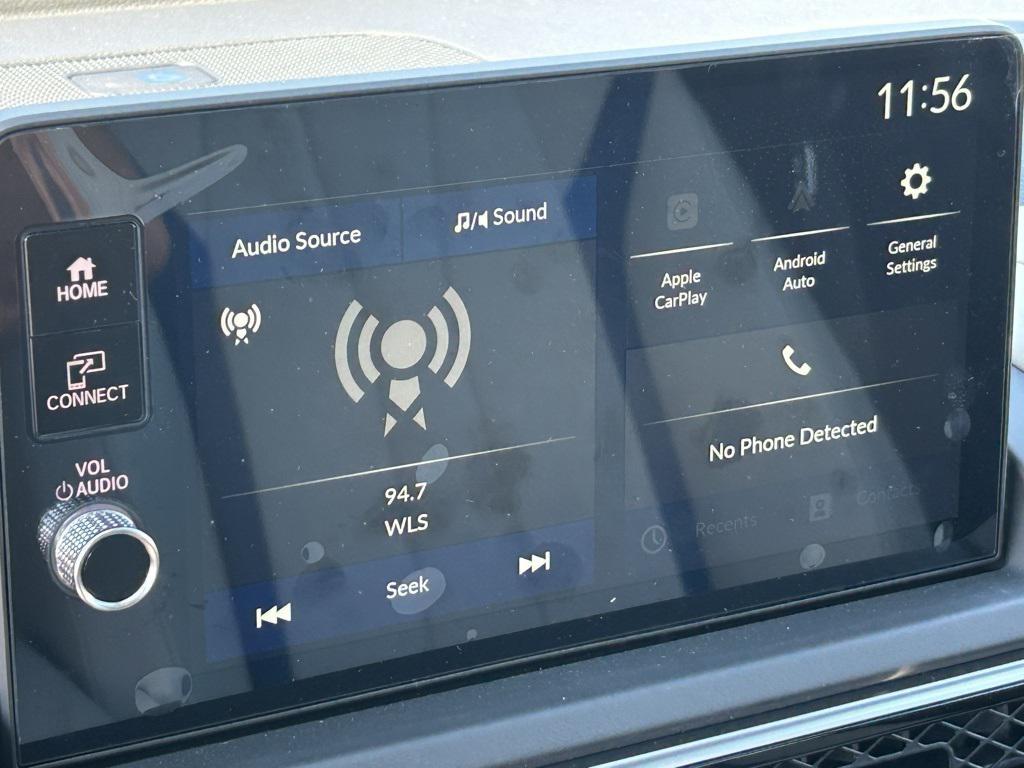 11:56
HOME
CONNECT
VOL
AUDIO
Audio Source
Sound
94.7
WLS
Seek
Apple
CarPlay
Android
Auto
General
Settings
No Phone Detected
Recents
Contacts